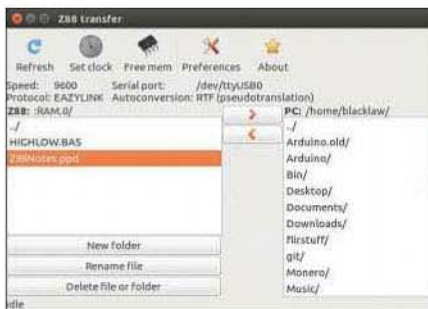 Z88 transfer
Refresh Set clock Free mem Preferences About
Speed: 9600 Serial port: /dev/ttyUSB0
Protocol: EAZYLINK Autoconversion: RTF (pseudotranslation)
Z88: :RAM.0/
../
HIGHLOW.BAS
Z88Notes.ppd
New folder
Rename file
Delete file or folder
>
<
PC: /home/blacklaw/
../
Arduino.old/
Arduino/
Bin/
Desktop/
Documents/
Downloads/
flirstuff/
git/
Monero/
Music/
idle